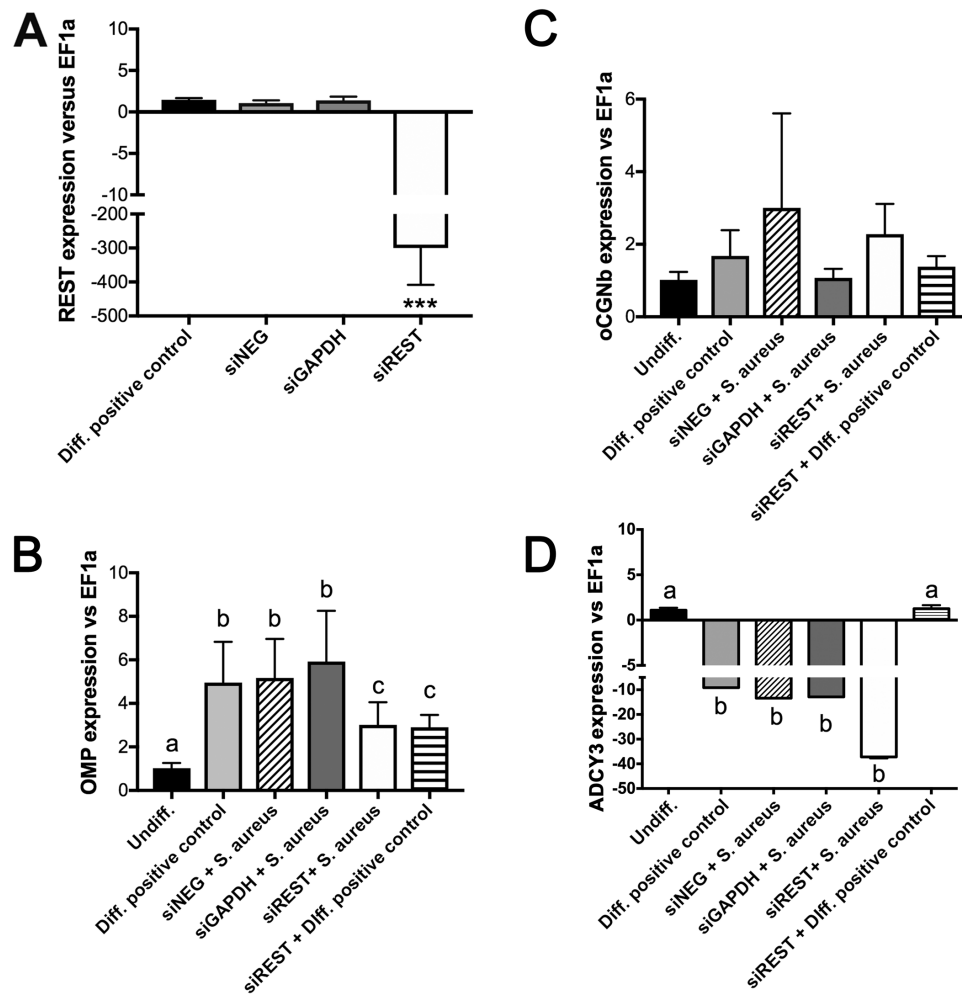 A
REST expression versus EF1a
10
5
0
-5
-10
-200
-300
-400
-500
***
Diff. positive control
siNEG
siGAPDH
siREST
C
oCGNb expression vs EF1a
6
4
2
0
Undiff.
Diff. positive control
siNEG + S. aureus
siGAPDH + S. aureus
siREST+ S. aureus
siREST + DIff. positive control
B
OMP expression vs EF1a
10
8
6
4
2
0
a
b
b
b
c
c
Undiff.
Diff. positive control
siNEG + S. aureus
siGAPDH + S. aureus
siREST+ S. aureus
siREST + DIff. positive control
D
ADCY3 expression vs EF1a
10
5
0
-5
-10
-20
-30
-40
-50
a
b
b
b
b
a
Undiff.
Diff. positive control
siNEG + S. aureus
siGAPDH + S. aureus
siREST+ S. aureus
siREST + DIff. positive control